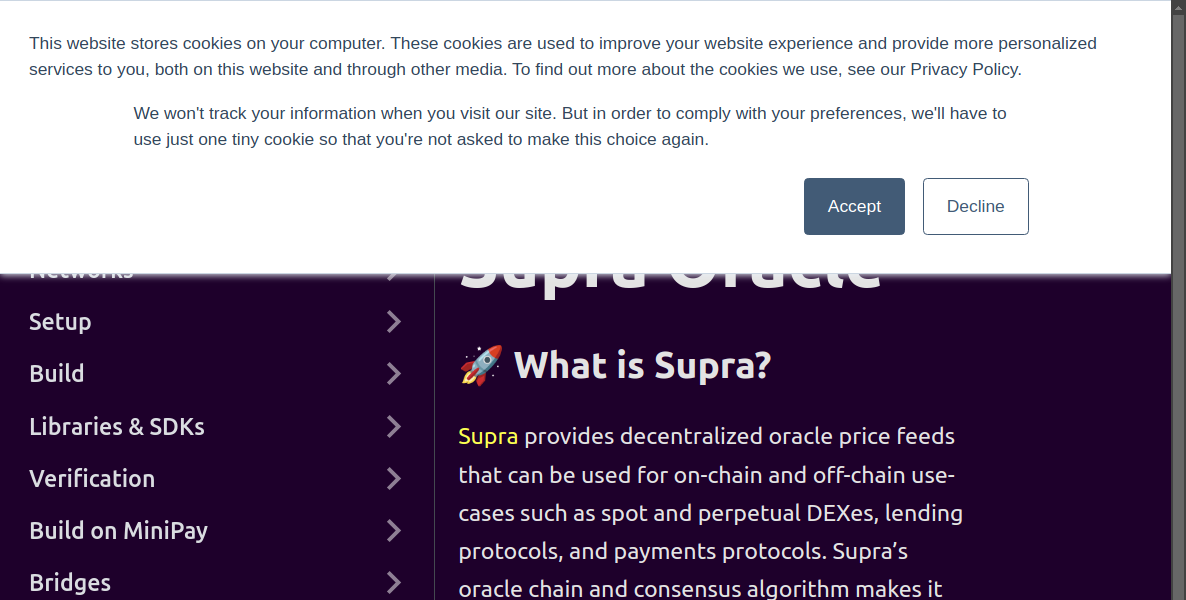 This website stores cookies on your computer. These cookies are used to improve your website experience and provide more personalized
services to you, both on this website and through other media. To find out more about the cookies we use, see our Privacy Policy.
We won't track your information when you visit our site. But in order to comply with your preferences, we'll have to
use just one tiny cookie so that you're not asked to make this choice again.
Accept
Decline
Networks
Setup
Build
Libraries & SDKs
Verification
Build on MiniPay
Bridges
Supra Oracle
🚀 What is Supra?
Supra provides decentralized oracle price feeds
that can be used for on-chain and off-chain use-
cases such as spot and perpetual DEXes, lending
protocols, and payments protocols. Supra’s
oracle chain and consensus algorithm makes it